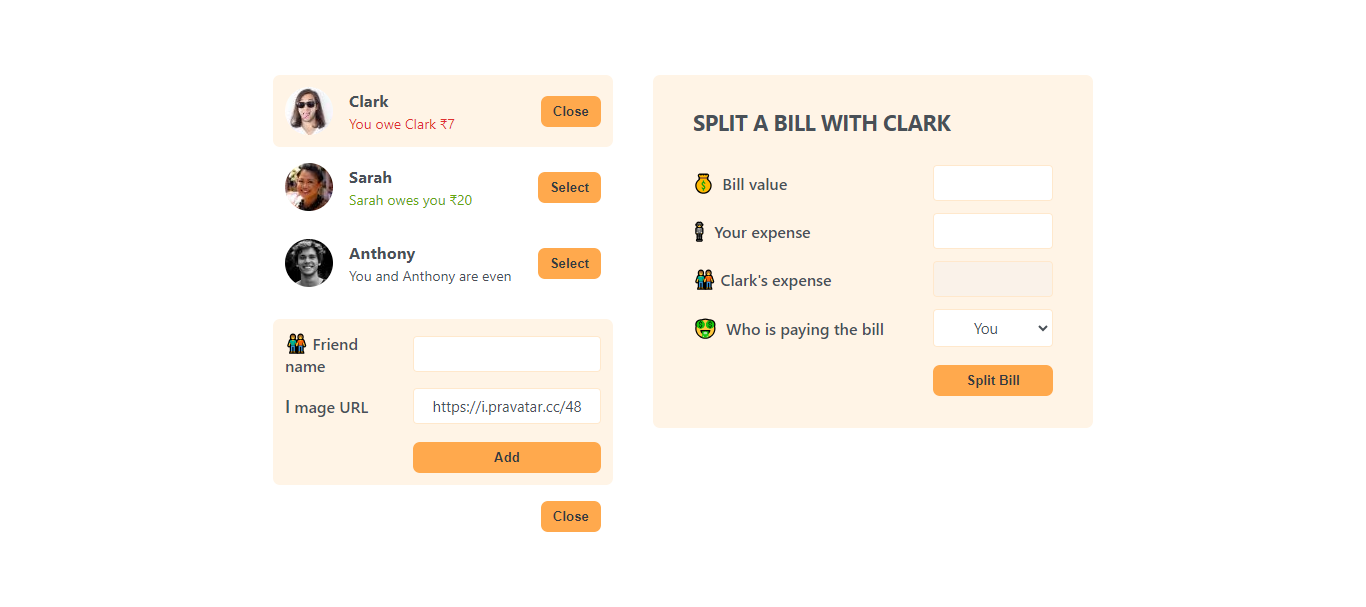 Clark
You owe Clark ₹7
Close
Sarah
Sarah owes you ₹20
Select
Anthony
You and Anthony are even
Select
👫 Friend
name
I mage URL
https://i.pravatar.cc/48
Add
Close
SPLIT A BILL WITH CLARK
💰 Bill value
🧍 Your expense
👫 Clark's expense
🤑 Who is paying the bill
You
Split Bill